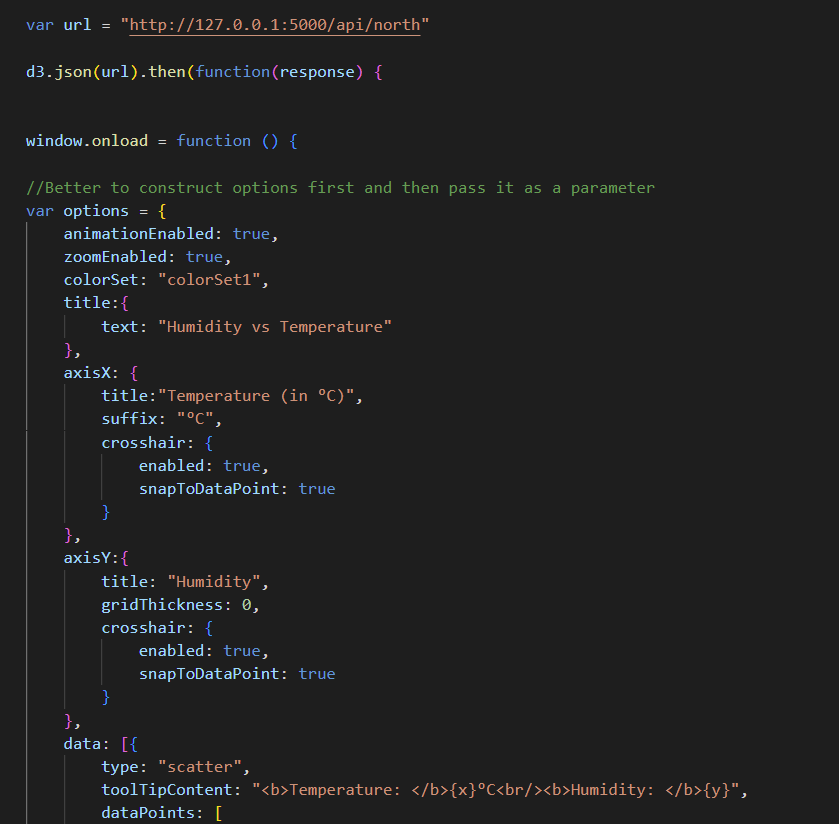 var url = "http://127.0.0.1:5000/api/north"
d3.json(url).then(function(response) {
window.onload = function () {
//Better to construct options first and then pass it as a parameter
var options = {
animationEnabled: true,
zoomEnabled: true,
colorSet: "colorSet1",
title:{
text: "Humidity vs Temperature"
},
axisX: {
title:"Temperature (in ºC)",
suffix: "ºC",
crosshair: {
enabled: true,
snapToDataPoint: true
}
},
axisY:{
title: "Humidity",
gridThickness: 0,
crosshair: {
enabled: true,
snapToDataPoint: true
}
},
data: [{
type: "scatter",
toolTipContent: "<b>Temperature: </b>{x}ºC<br/><b>Humidity: </b>{y}",
dataPoints: [